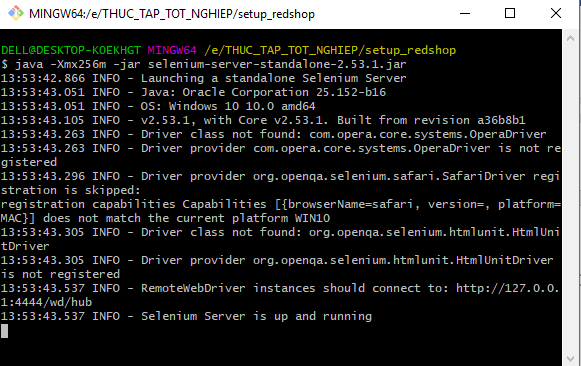 MINGW64:/e/THUC_TAP_TOT_NGHIEP/setup_redshop
DELL@DESKTOP-KOEKHGT MINGW64 /e/THUC_TAP_TOT_NGHIEP/setup_redshop
$ java -Xmx256m -jar selenium-server-standalone-2.53.1.jar
13:53:42.866 INFO - Launching a standalone Selenium Server
13:53:43.051 INFO - Java: Oracle Corporation 25.152-b16
13:53:43.051 INFO - OS: Windows 10 10.0 amd64
13:53:43.105 INFO - v2.53.1, with Core v2.53.1. Built from revision a36b8b1
13:53:43.263 INFO - Driver class not found: com.opera.core.systems.OperaDriver
13:53:43.263 INFO - Driver provider com.opera.core.systems.OperaDriver is not re
gistered
13:53:43.296 INFO - Driver provider org.openqa.selenium.safari.SafariDriver regi
stration is skipped:
registration capabilities Capabilities [{browserName=safari, version=, platform=
MAC}] does not match the current platform WIN10
13:53:43.305 INFO - Driver class not found: org.openqa.selenium.htmlunit.HtmlUni
tDriver
13:53:43.305 INFO - Driver provider org.openqa.selenium.htmlunit.HtmlUnitDriver
is not registered
13:53:43.537 INFO - RemoteWebDriver instances should connect to: http://127.0.0.
1:4444/wd/hub
13:53:43.537 INFO - Selenium Server is up and running